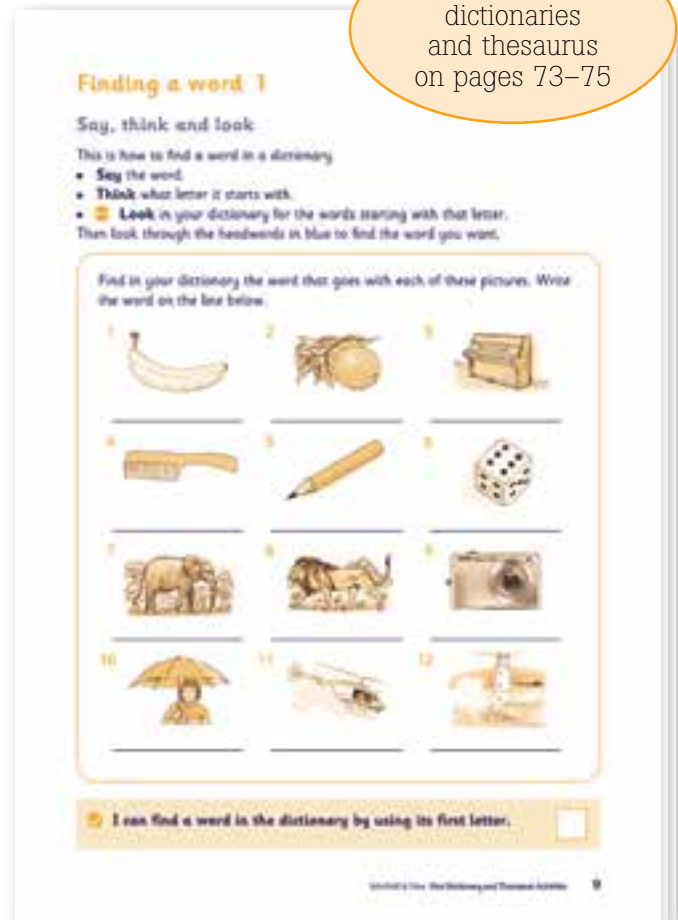 dictionaries
and thesaurus
on pages 73–75
Finding a word 1
Say, think and look
This is how to find a word in a dictionary
• Say the word.
• Think what letter it starts with.
• Look in your dictionary for the words starting with that letter.
Then look through the headwords in blue to find the word you want.
Find in your dictionary the word that goes with each of these pictures. Write
the word on the line below.
1 2 3
4 5 6
7 8 9
10 11 12
I can find a word in the dictionary by using its first letter.
First Dictionary and Thesaurus Activities 9